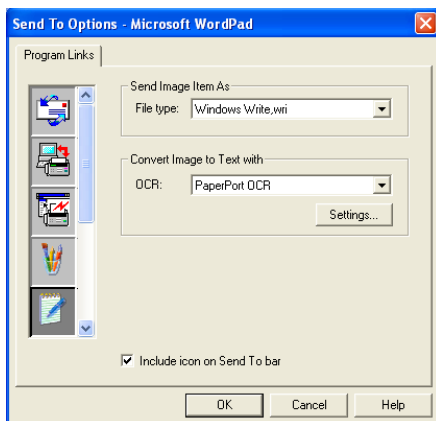 Send To Options - Microsoft WordPad
Program Links
Send Image Item As
File type: Windows Write,wri
Convert Image to Text with
OCR: PaperPort OCR
Settings...
Include icon on Send To bar
OK Cancel Help